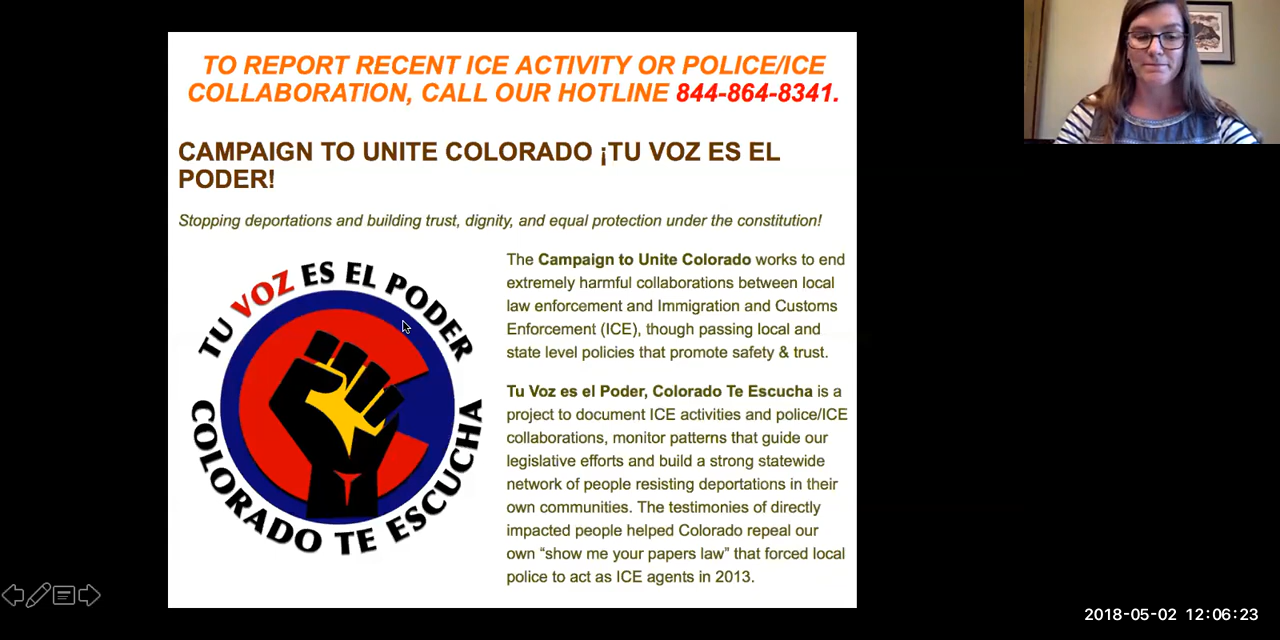 TO REPORT RECENT ICE ACTIVITY OR POLICE/ICE
COLLABORATION, CALL OUR HOTLINE 844-864-8341.
CAMPAIGN TO UNITE COLORADO ¡TU VOZ ES EL
PODER!
Stopping deportations and building trust, dignity, and equal protection under the constitution!
TU VOZ ES EL PODER
COLORADO TE ESCUCHA
The Campaign to Unite Colorado works to end
extremely harmful collaborations between local
law enforcement and Immigration and Customs
Enforcement (ICE), though passing local and
state level policies that promote safety & trust.
Tu Voz es el Poder, Colorado Te Escucha is a
project to document ICE activities and police/ICE
collaborations, monitor patterns that guide our
legislative efforts and build a strong statewide
network of people resisting deportations in their
own communities. The testimonies of directly
impacted people helped Colorado repeal our
own “show me your papers law” that forced local
police to act as ICE agents in 2013.
2018-05-02 12:06:23